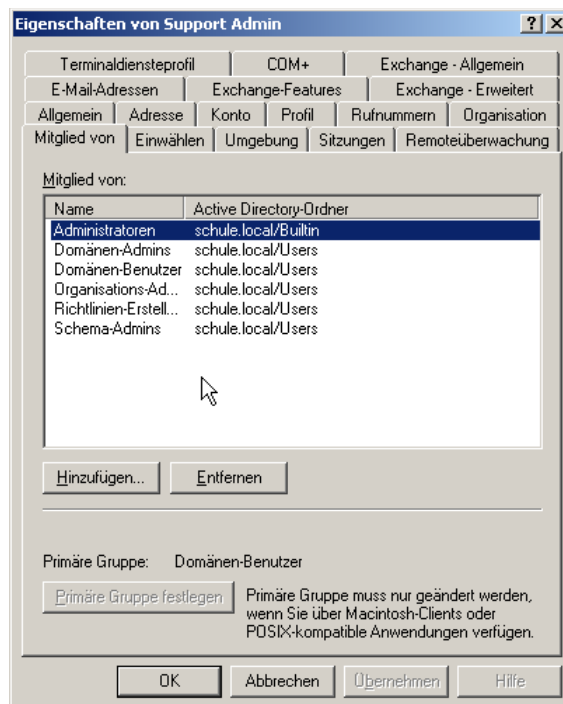 Eigenschaften von Support Admin
Terminaldiensteprofil COM+ Exchange - Allgemein
E-Mail-Adressen Exchange-Features Exchange - Erweitert
Allgemein Adresse Konto Profil Rufnummern Organisation
Mitglied von Einwählen Umgebung Sitzungen Remoteüberwachung
Mitglied von:
Name Active Directory-Ordner
Administratoren schule.local/Builtin
Domänen-Admins schule.local/Users
Domänen-Benutzer schule.local/Users
Organisations-Ad... schule.local/Users
Richtlinien-Erstell... schule.local/Users
Schema-Admins schule.local/Users
Hinzufügen... Entfernen
Primäre Gruppe: Domänen-Benutzer
Primäre Gruppe festlegen Primäre Gruppe muss nur geändert werden,
wenn Sie über Macintosh-Clients oder
POSIX-kompatible Anwendungen verfügen.
OK Abbrechen Übernehmen Hilfe